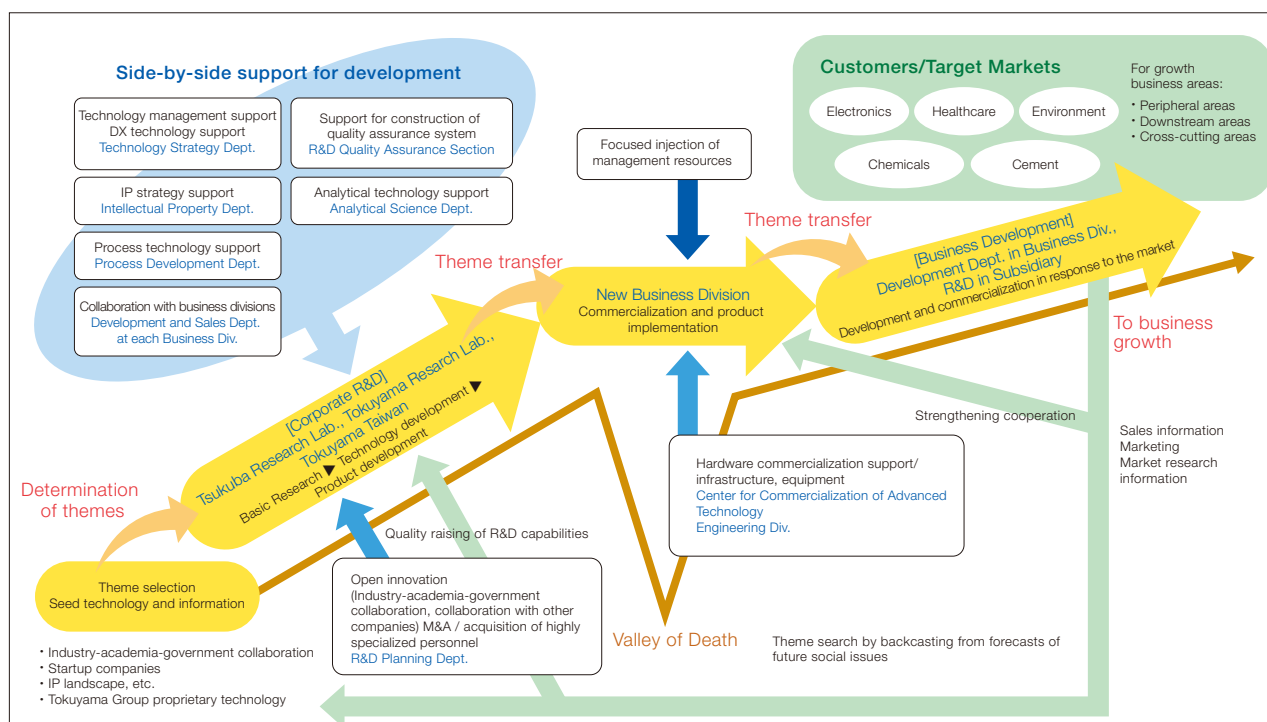 Side-by-side support for development
Technology management support
DX technology support
Technology Strategy Dept.
Support for construction of
quality assurance system
R&D Quality Assurance Section
IP strategy support
Intellectual Property Dept.
Analytical technology support
Analytical Science Dept.
Process technology support
Process Development Dept.
Collaboration with business divisions
Development and Sales Dept.
at each Business Div.
Focused injection of
management resources
Customers/Target Markets
Electronics
Healthcare
Environment
Chemicals
Cement
For growth
business areas:
・Peripheral areas
・Downstream areas
・Cross-cutting areas
Theme transfer
Theme transfer
[Business Development]
Development Dept. in Business Div.,
R&D in Subsidiary
Development and commercialization in response to the market
New Business Division
Commercialization and product
implementation
[Corporate R&D]
Tsukuba Research Lab., Tokuyama Resarch Lab.,
Tokuyama Taiwan
Basic Research ▼ Technology development ▼
Product development
To business
growth
Strengthening cooperation
Sales information
Marketing
Market research
information
Hardware commercialization support/
infrastructure, equipment
Center for Commercialization of Advanced
Technology
Engineering Div.
Determination
of themes
Quality raising of R&D capabilities
Theme selection
Seed technology and information
Open innovation
(Industry-academia-government
collaboration, collaboration with other
companies) M&A / acquisition of highly
specialized personnel
R&D Planning Dept.
Valley of Death
Theme search by backcasting from forecasts of
future social issues
・Industry-academia-government collaboration
・Startup companies
・IP landscape, etc.
・Tokuyama Group proprietary technology